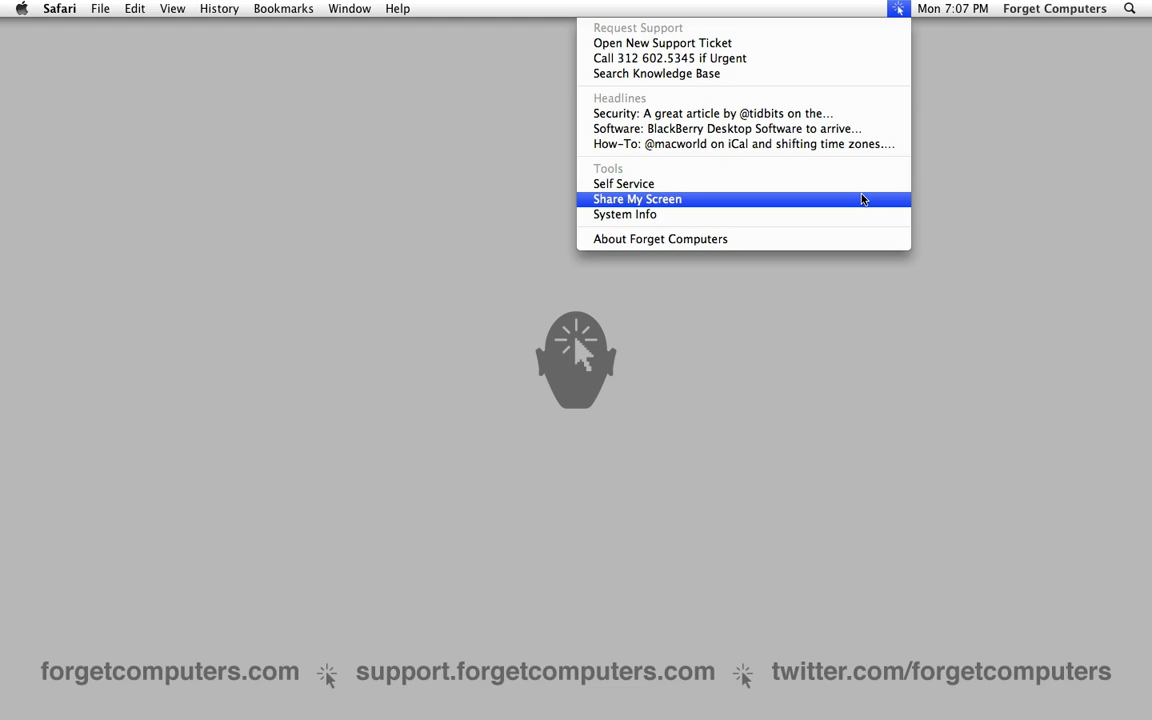 Safari File Edit View History Bookmarks Window Help Mon 7:07 PM Forget Computers
Request Support
Open New Support Ticket
Call 312 602.5345 if Urgent
Search Knowledge Base
Headlines
Security: A great article by @tidbits on the...
Software: BlackBerry Desktop Software to arrive...
How-To: @macworld on iCal and shifting time zones....
Tools
Self Service
Share My Screen
System Info
About Forget Computers
forgetcomputers.com support.forgetcomputers.com twitter.com/forgetcomputers